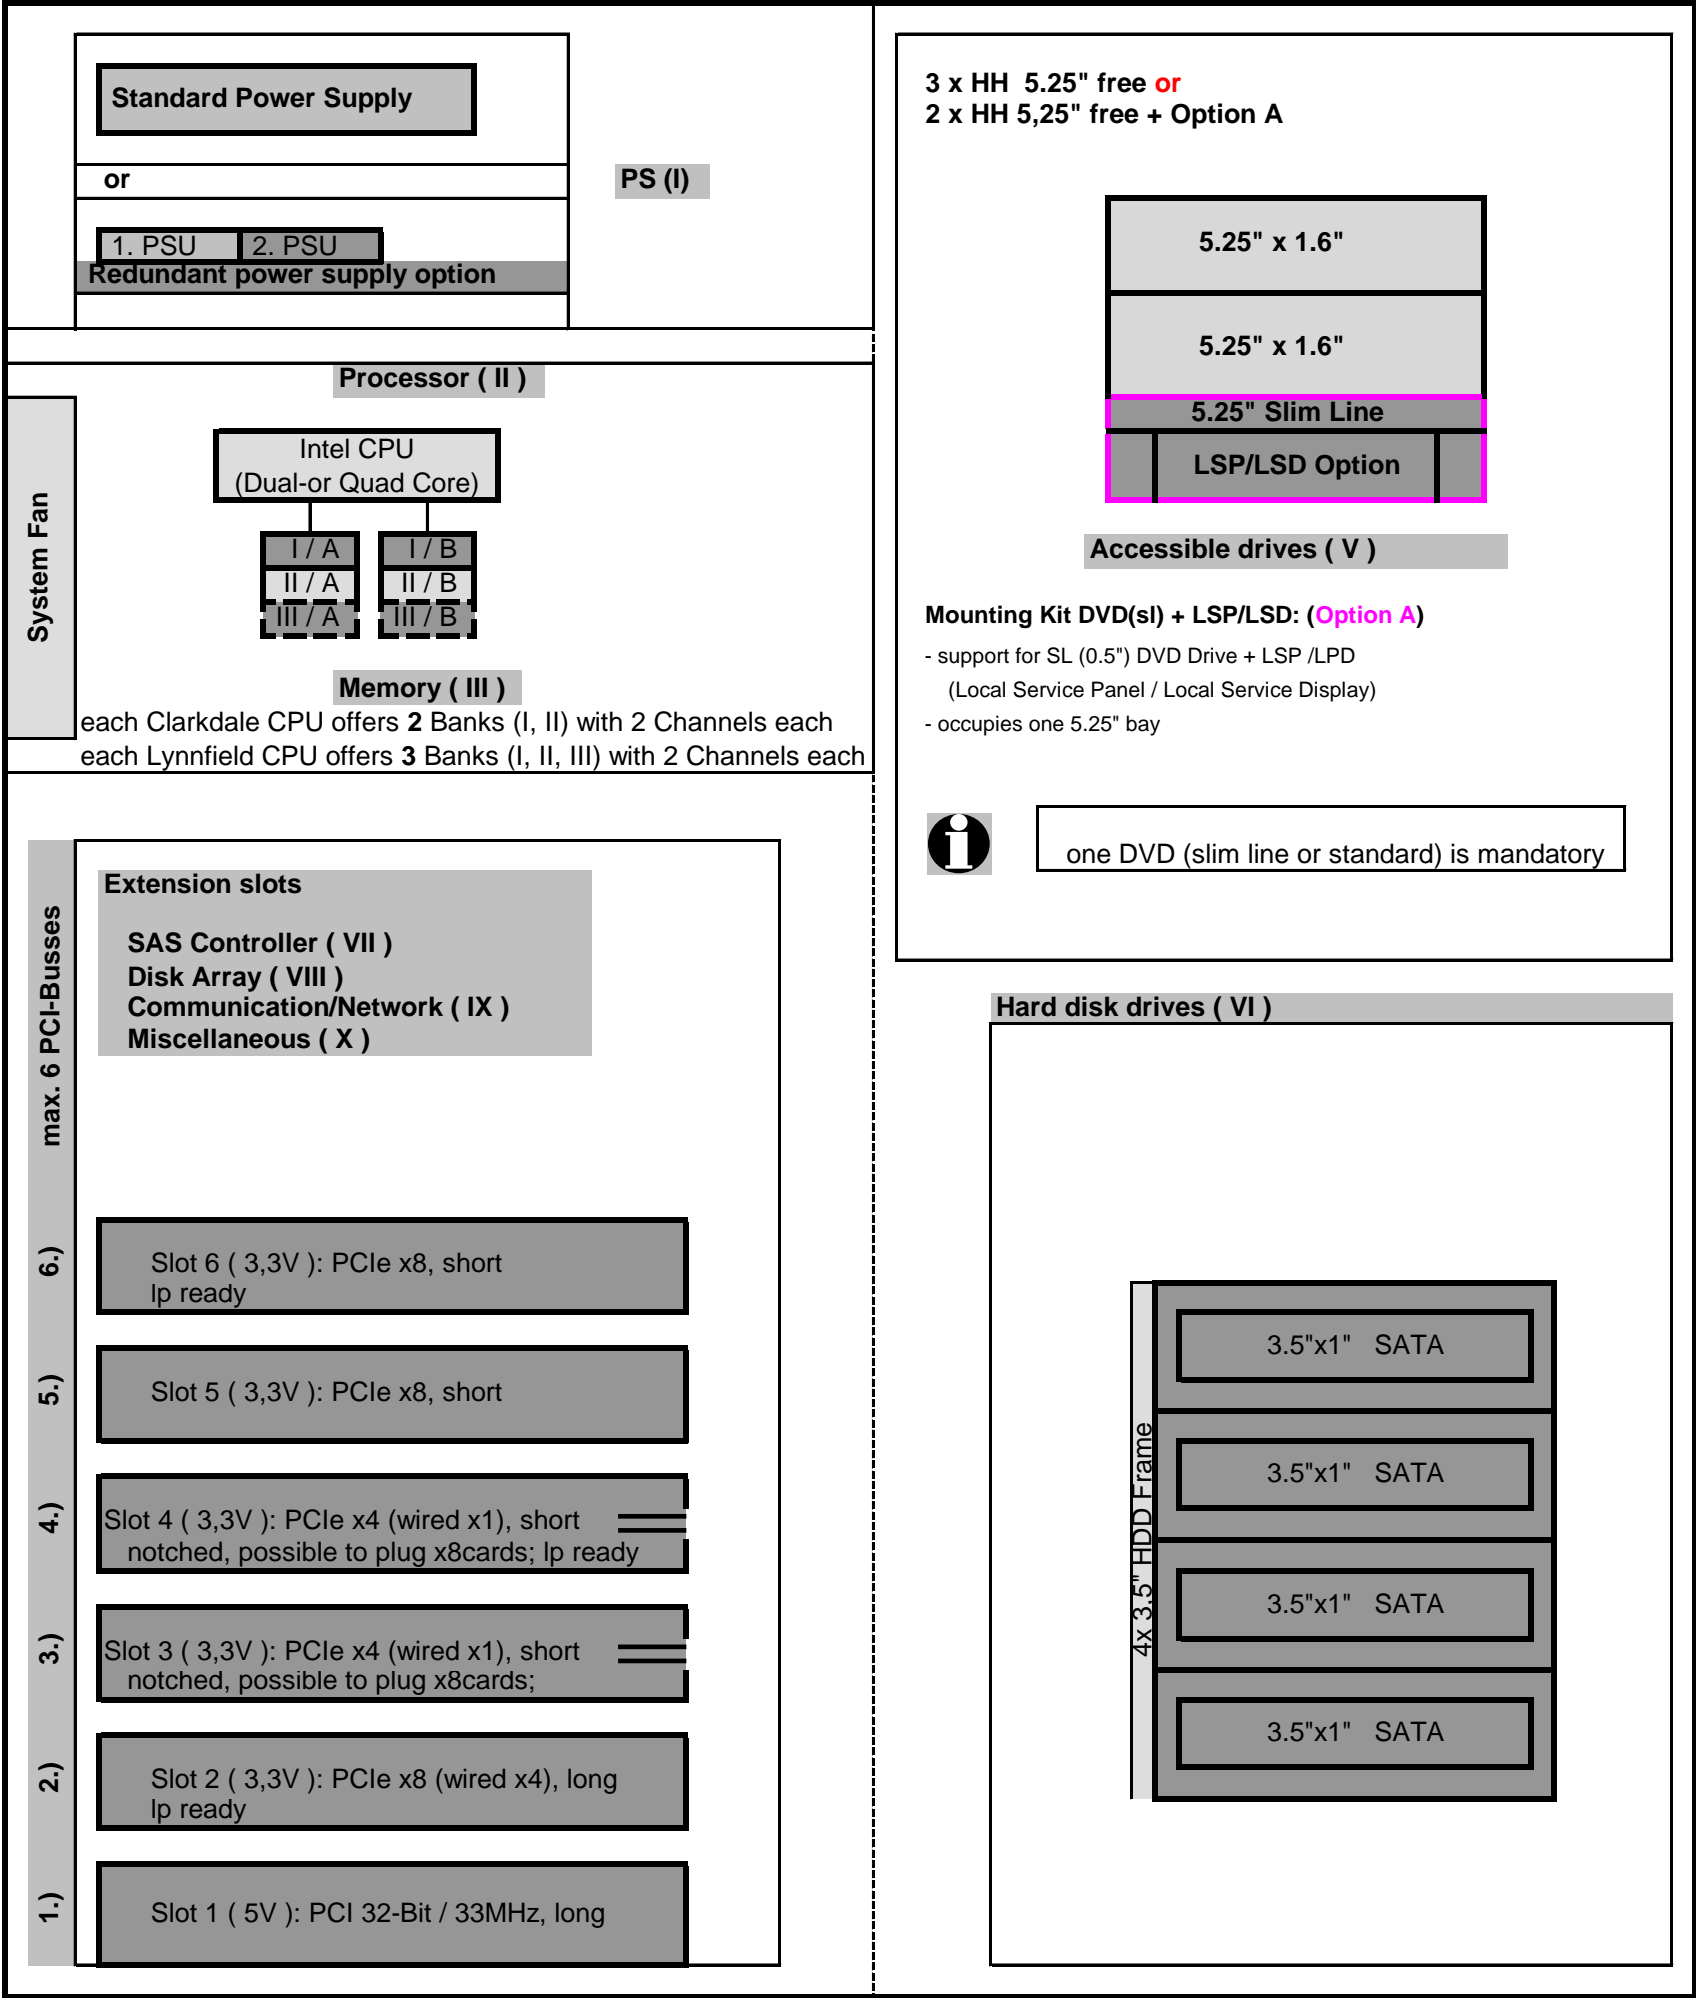 Standard Power Supply
or
PS (I)
1. PSU 2. PSU
Redundant power supply option
Processor ( II )
System Fan
Intel CPU
(Dual-or Quad Core)
I / A I / B
II / A II / B
III / A III / B
Memory ( III )
each Clarkdale CPU offers 2 Banks (I, II) with 2 Channels each
each Lynnfield CPU offers 3 Banks (I, II, III) with 2 Channels each
max. 6 PCI-Busses
Extension slots
SAS Controller ( VII )
Disk Array ( VIII )
Communication/Network ( IX )
Miscellaneous ( X )
6.)
Slot 6 ( 3,3V ): PCIe x8, short
lp ready
5.)
Slot 5 ( 3,3V ): PCIe x8, short
4.)
Slot 4 ( 3,3V ): PCIe x4 (wired x1), short
notched, possible to plug x8cards; lp ready
3.)
Slot 3 ( 3,3V ): PCIe x4 (wired x1), short
notched, possible to plug x8cards;
2.)
Slot 2 ( 3,3V ): PCIe x8 (wired x4), long
lp ready
1.)
Slot 1 ( 5V ): PCI 32-Bit / 33MHz, long
3 x HH 5.25" free or
2 x HH 5,25" free + Option A
5.25" x 1.6"
5.25" x 1.6"
5.25" Slim Line
LSP/LSD Option
Accessible drives ( V )
Mounting Kit DVD(sl) + LSP/LSD: (Option A)
- support for SL (0.5") DVD Drive + LSP /LPD
(Local Service Panel / Local Service Display)
- occupies one 5.25" bay
i
one DVD (slim line or standard) is mandatory
Hard disk drives ( VI )
4x 3,5" HDD Frame
3.5"x1" SATA
3.5"x1" SATA
3.5"x1" SATA
3.5"x1" SATA